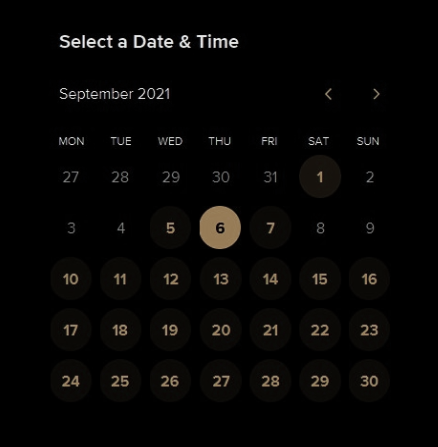 Select a Date & Time
September 2021
MON TUE WED THU FRI SAT SUN
27 28 29 30 31 1 2
3 4 5 6 7 8 9
10 11 12 13 14 15 16
17 18 19 20 21 22 23
24 25 26 27 28 29 30